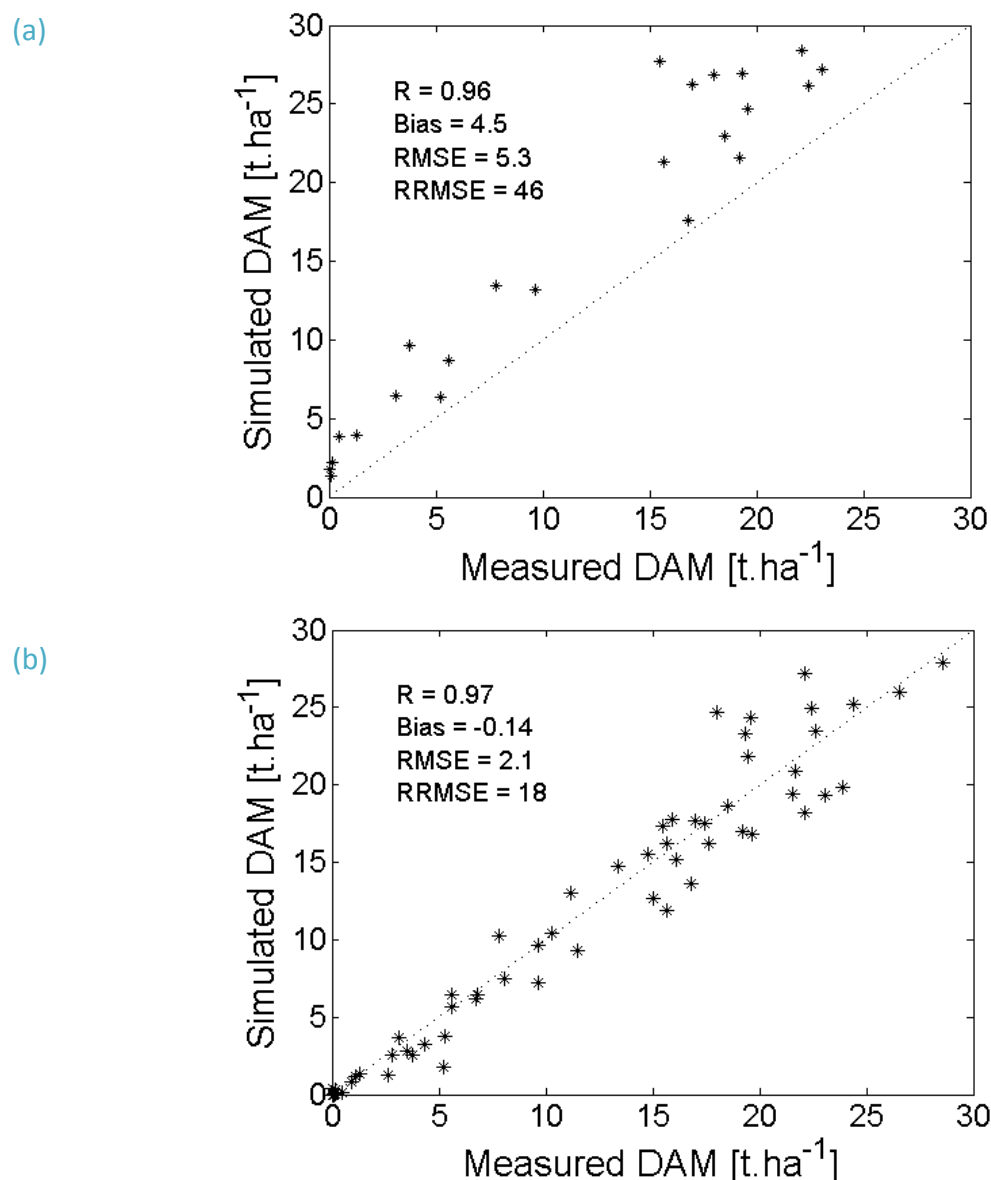 (a)
30
25
20
15
10
5
0
Simulated DAM [t.ha⁻¹]
R = 0.96
Bias = 4.5
RMSE = 5.3
RRMSE = 46
0 5 10 15 20 25 30
Measured DAM [t.ha⁻¹]
(b)
30
25
20
15
10
5
0
Simulated DAM [t.ha⁻¹]
R = 0.97
Bias = -0.14
RMSE = 2.1
RRMSE = 18
0 5 10 15 20 25 30
Measured DAM [t.ha⁻¹]